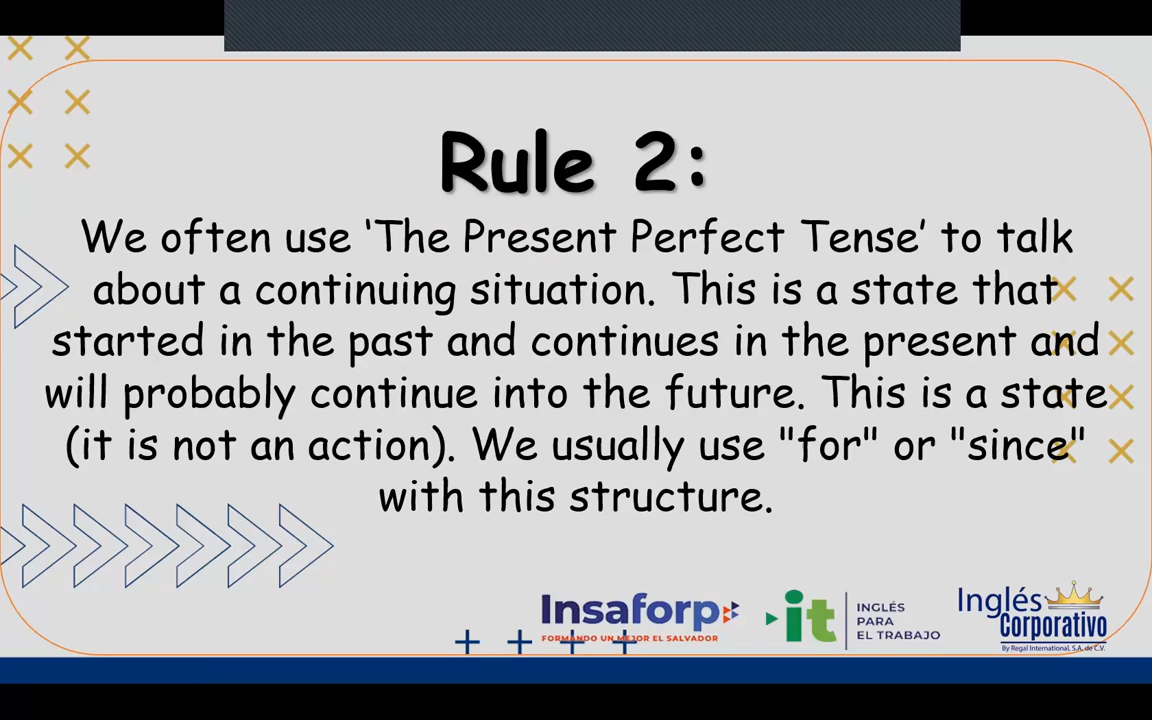 Rule 2:
We often use ‘The Present Perfect Tense’ to talk
about a continuing situation. This is a state that
started in the past and continues in the present and
will probably continue into the future. This is a state
(it is not an action). We usually use "for" or "since"
with this structure.
Insaforp
FORMANDO UN MEJOR EL SALVADOR
it
INGLÉS
PARA
EL TRABAJO
Inglés
Corporativo
By Regal International, S.A. de C.V.